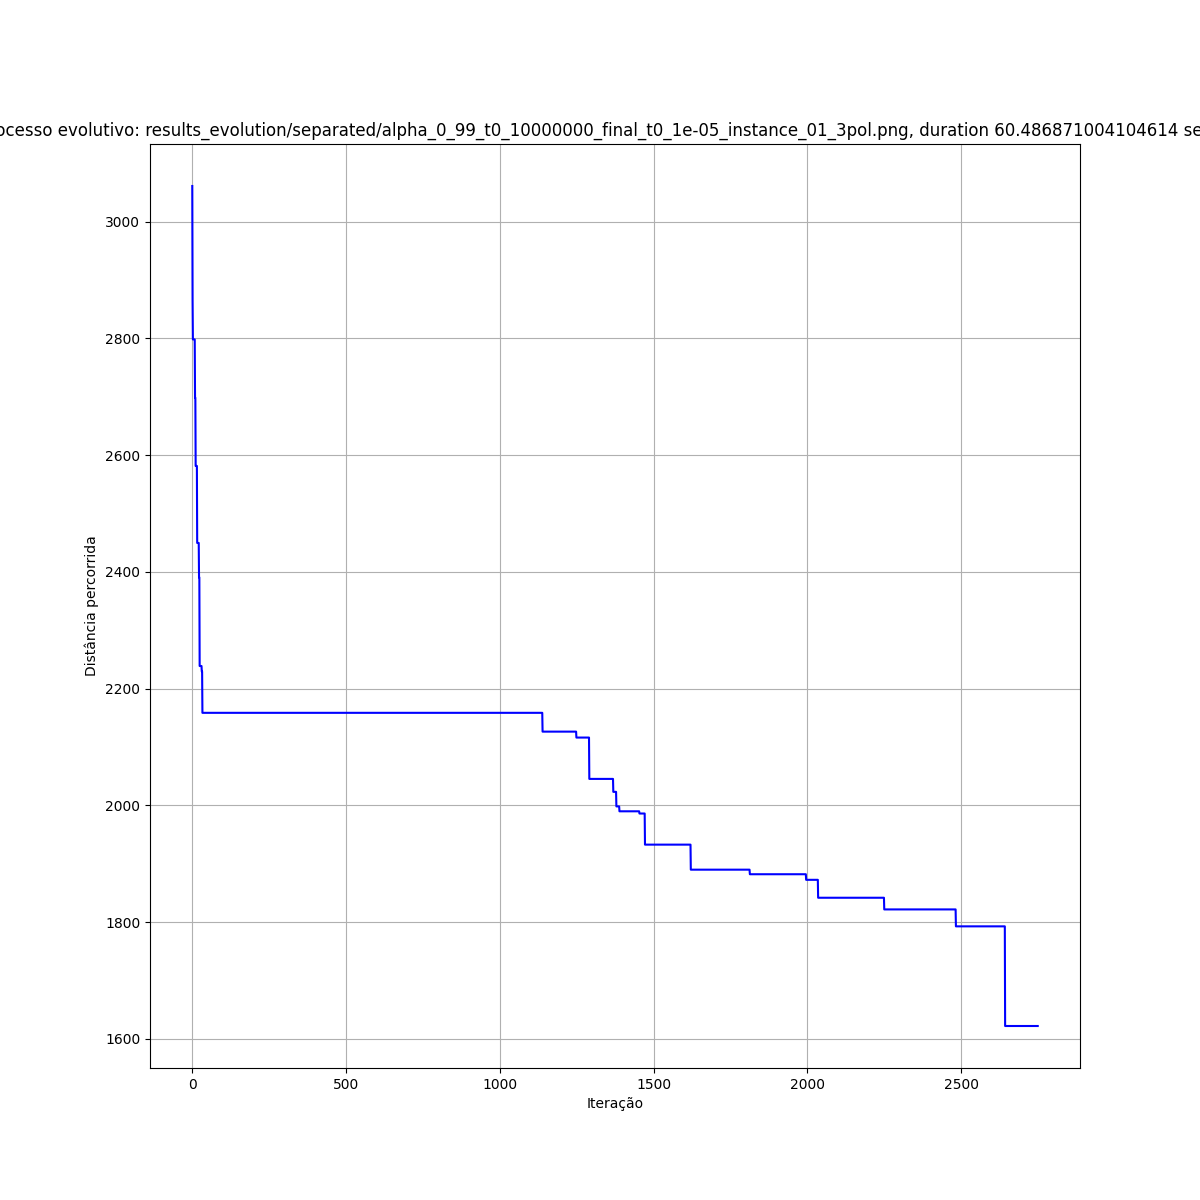 ocesso evolutivo: results_evolution/separated/alpha_0_99_t0_10000000_final_t0_1e-05_instance_01_3pol.png, duration 60.486871004104614 se
3000
2800
2600
2400
2200
2000
1800
1600
Distância percorrida
0 500 1000 1500 2000 2500
Iteração